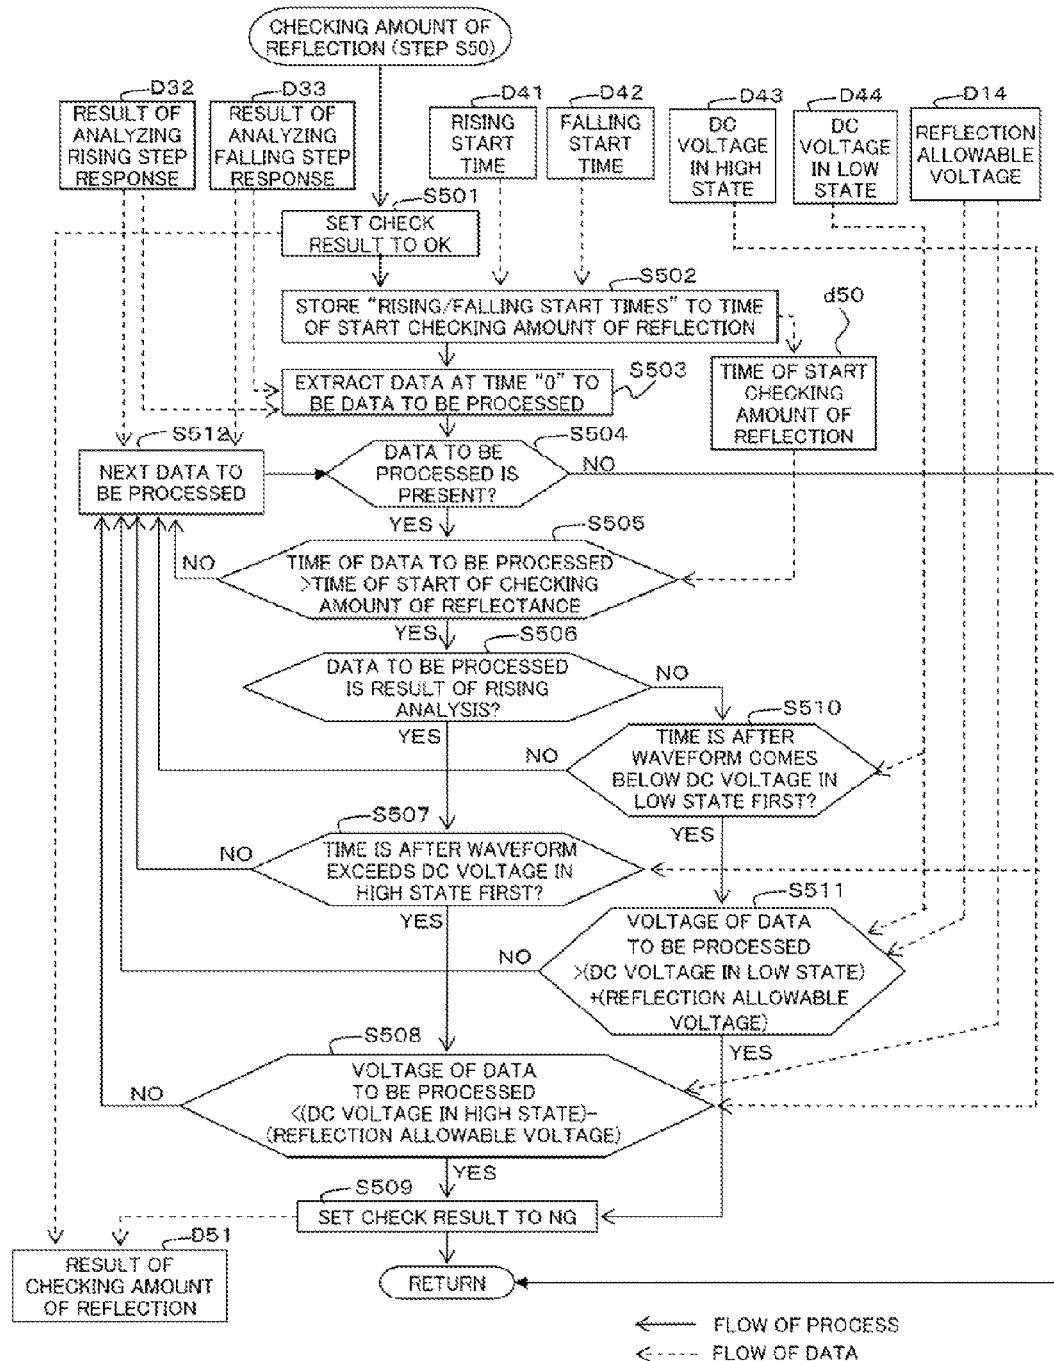 CHECKING AMOUNT OF
REFLECTION (STEP S50)
D32
RESULT OF
ANALYZING
RISING STEP
RESPONSE
D33
RESULT OF
ANALYZING
FALLING STEP
RESPONSE
D41
RISING
START
TIME
D42
FALLING
START
TIME
D43
DC
VOLTAGE
IN HIGH
STATE
D44
DC
VOLTAGE
IN LOW
STATE
D14
REFLECTION
ALLOWABLE
VOLTAGE
S501
SET CHECK
RESULT TO OK
S502
STORE "RISING/FALLING START TIMES" TO TIME
OF START CHECKING AMOUNT OF REFLECTION
d50
TIME OF START
CHECKING
AMOUNT OF
REFLECTION
S503
EXTRACT DATA AT TIME "0" TO
BE DATA TO BE PROCESSED
S512
NEXT DATA TO
BE PROCESSED
S504
DATA TO BE
PROCESSED IS
PRESENT?
NO
YES
S505
NO
TIME OF DATA TO BE PROCESSED
>TIME OF START OF CHECKING
AMOUNT OF REFLECTANCE
YES
S506
DATA TO BE PROCESSED
IS RESULT OF RISING
ANALYSIS?
NO
YES
S510
NO
TIME IS AFTER
WAVEFORM COMES
BELOW DC VOLTAGE IN
LOW STATE FIRST?
YES
S507
NO
TIME IS AFTER WAVEFORM
EXCEEDS DC VOLTAGE IN
HIGH STATE FIRST?
YES
S511
NO
VOLTAGE OF DATA
TO BE PROCESSED
>(DC VOLTAGE IN LOW STATE)
+(REFLECTION ALLOWABLE
VOLTAGE)
YES
S508
NO
VOLTAGE OF DATA
TO BE PROCESSED
<(DC VOLTAGE IN HIGH STATE)-
(REFLECTION ALLOWABLE VOLTAGE)
YES
S509
SET CHECK RESULT TO NG
D51
RESULT OF
CHECKING AMOUNT
OF REFLECTION
RETURN
FLOW OF PROCESS
FLOW OF DATA